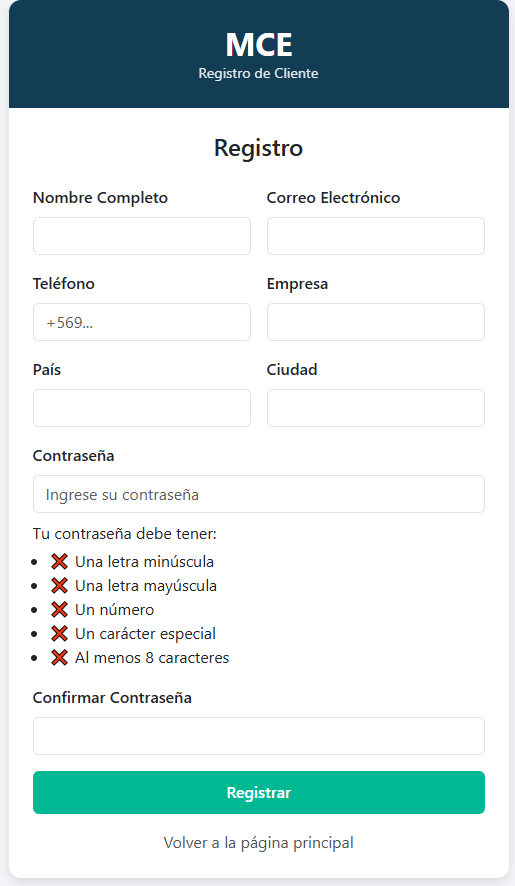 MCE
Registro de Cliente
Registro
Nombre Completo
Correo Electrónico
Teléfono
Empresa
+569...
País
Ciudad
Contraseña
Ingrese su contraseña
Tu contraseña debe tener:
• ❌ Una letra minúscula
• ❌ Una letra mayúscula
• ❌ Un número
• ❌ Un carácter especial
• ❌ Al menos 8 caracteres
Confirmar Contraseña
Registrar
Volver a la página principal